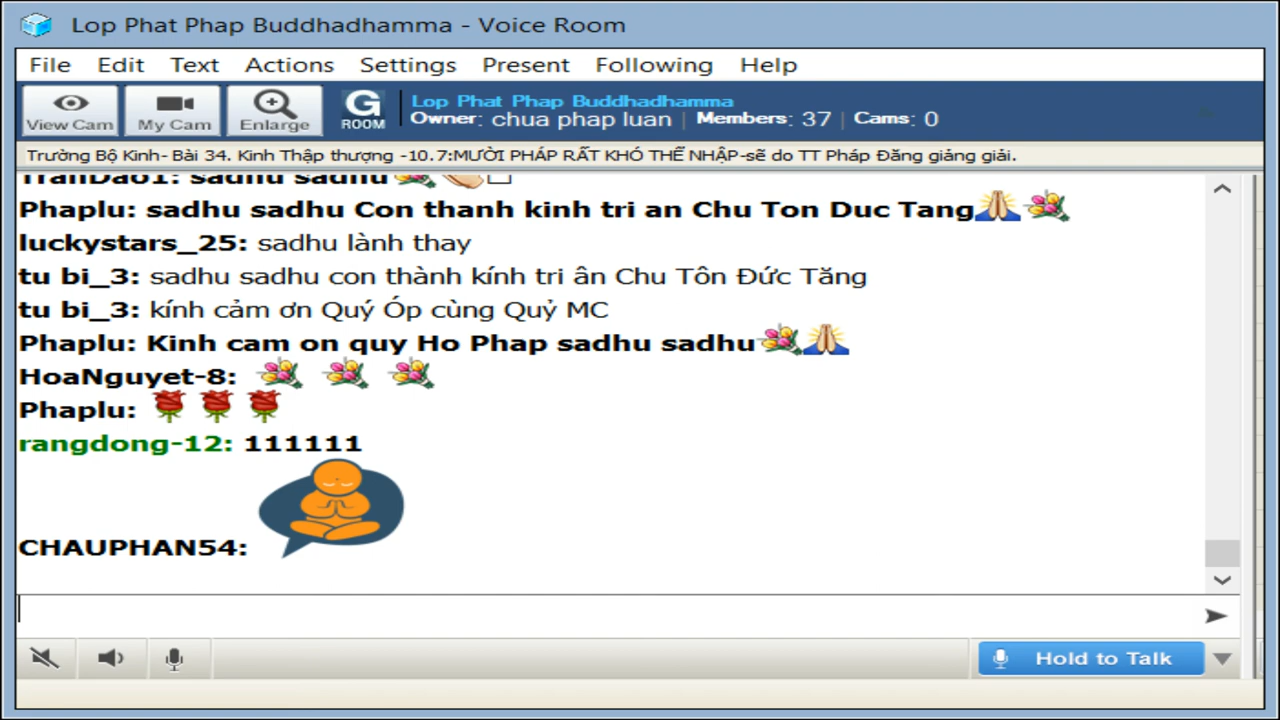 Lop Phat Phap Buddhadhamma - Voice Room
File Edit Text Actions Settings Present Following Help
View Cam My Cam Enlarge G ROOM
Lop Phat Phap Buddhadhamma
Owner: chua phap luan | Members: 37 | Cams: 0
Trường Bộ Kinh- Bài 34. Kinh Thập thượng -10.7:MƯỜI PHÁP RẤT KHÓ THỂ NHẬP-sẽ do TT Pháp Đăng giảng giải.
TranDao1: sadhu sadhu
Phaplu: sadhu sadhu Con thanh kinh tri an Chu Ton Duc Tang
luckystars_25: sadhu lành thay
tu bi_3: sadhu sadhu con thành kính tri ân Chu Tôn Đức Tăng
tu bi_3: kính cảm ơn Quý Óp cùng Quỷ MC
Phaplu: Kinh cam on quy Ho Phap sadhu sadhu
HoaNguyet-8:
Phaplu:
rangdong-12: 111111
CHAUPHAN54:
Hold to Talk